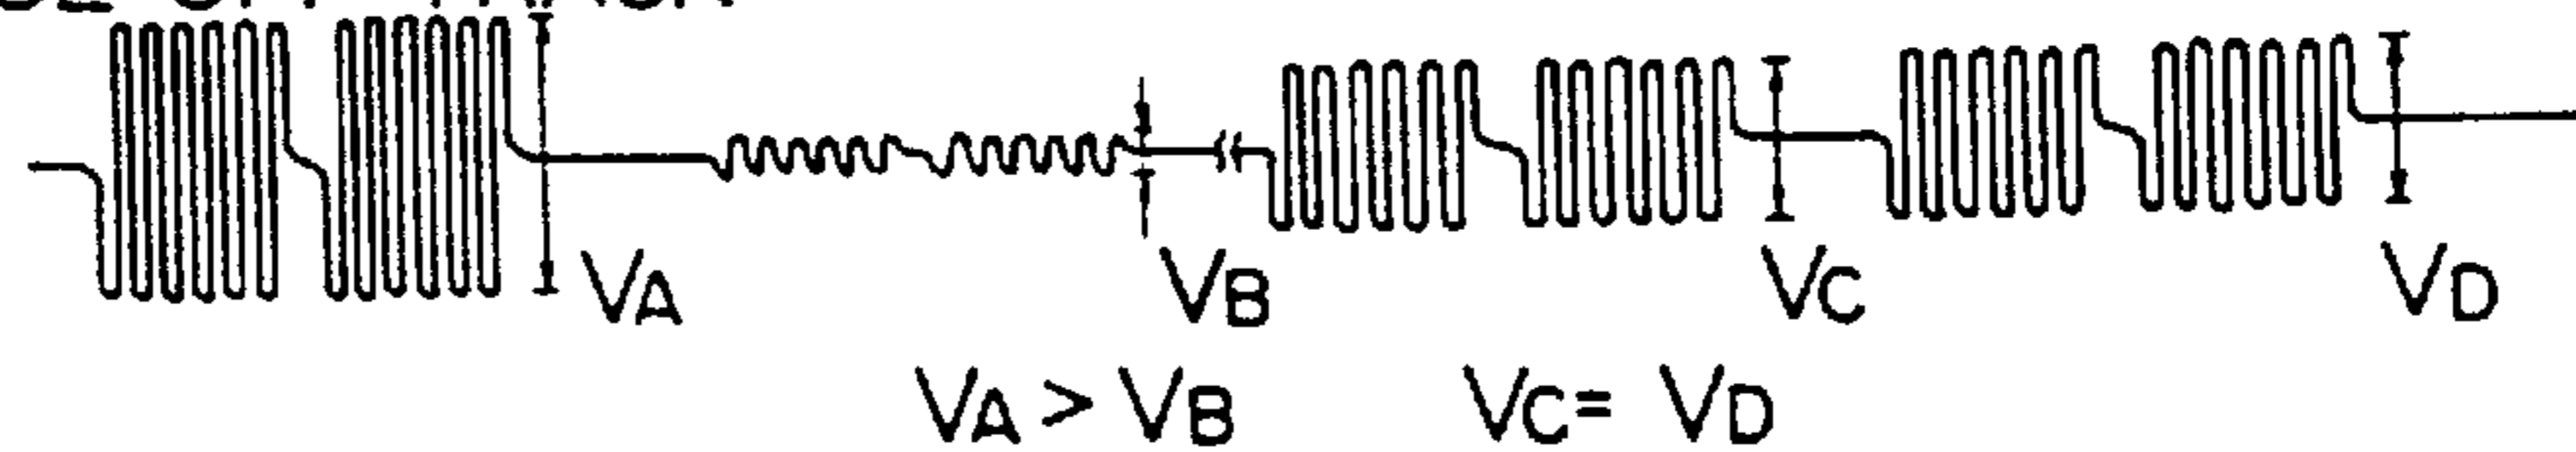 VA VB VC VD
VA > VB VC = VD